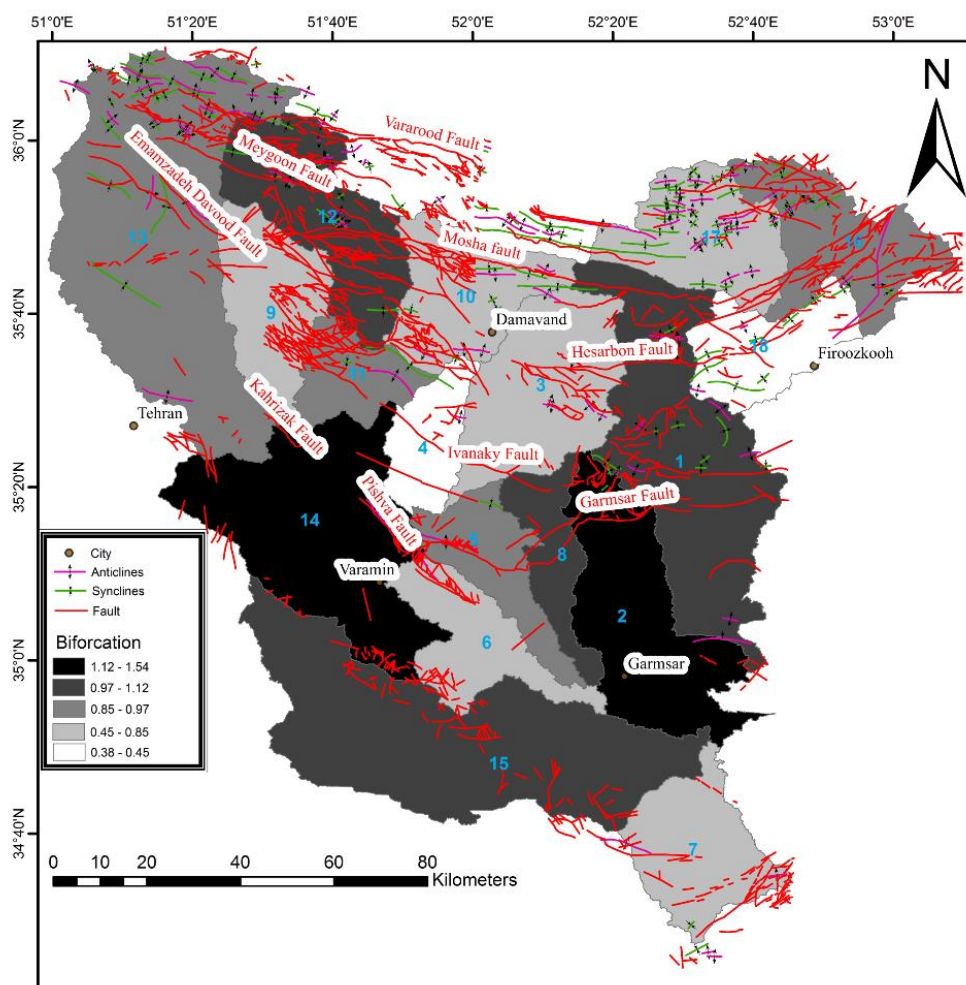 51°0'E 51°20'E 51°40'E 52°0'E 52°20'E 52°40'E 53°0'E
N
36°0'N
35°40'N
35°20'N
35°0'N
34°40'N
Vararood Fault
Meygoon Fault
Emamzadeh Davood Fault
12
13
17
16
Mosha fault
9
10
Damavand
18
Firoozkooh
Hesarbon Fault
11
3
Tehran
Kahrizak Fault
4
Ivanaky Fault
1
Garmsar Fault
14
Pishva Fault
5
8
Varamin
2
6
Garmsar
15
7
City
Anticlines
Synclines
Fault
Biforcation
1.12 - 1.54
0.97 - 1.12
0.85 - 0.97
0.45 - 0.85
0.38 - 0.45
0 10 20 40 60 80
Kilometers